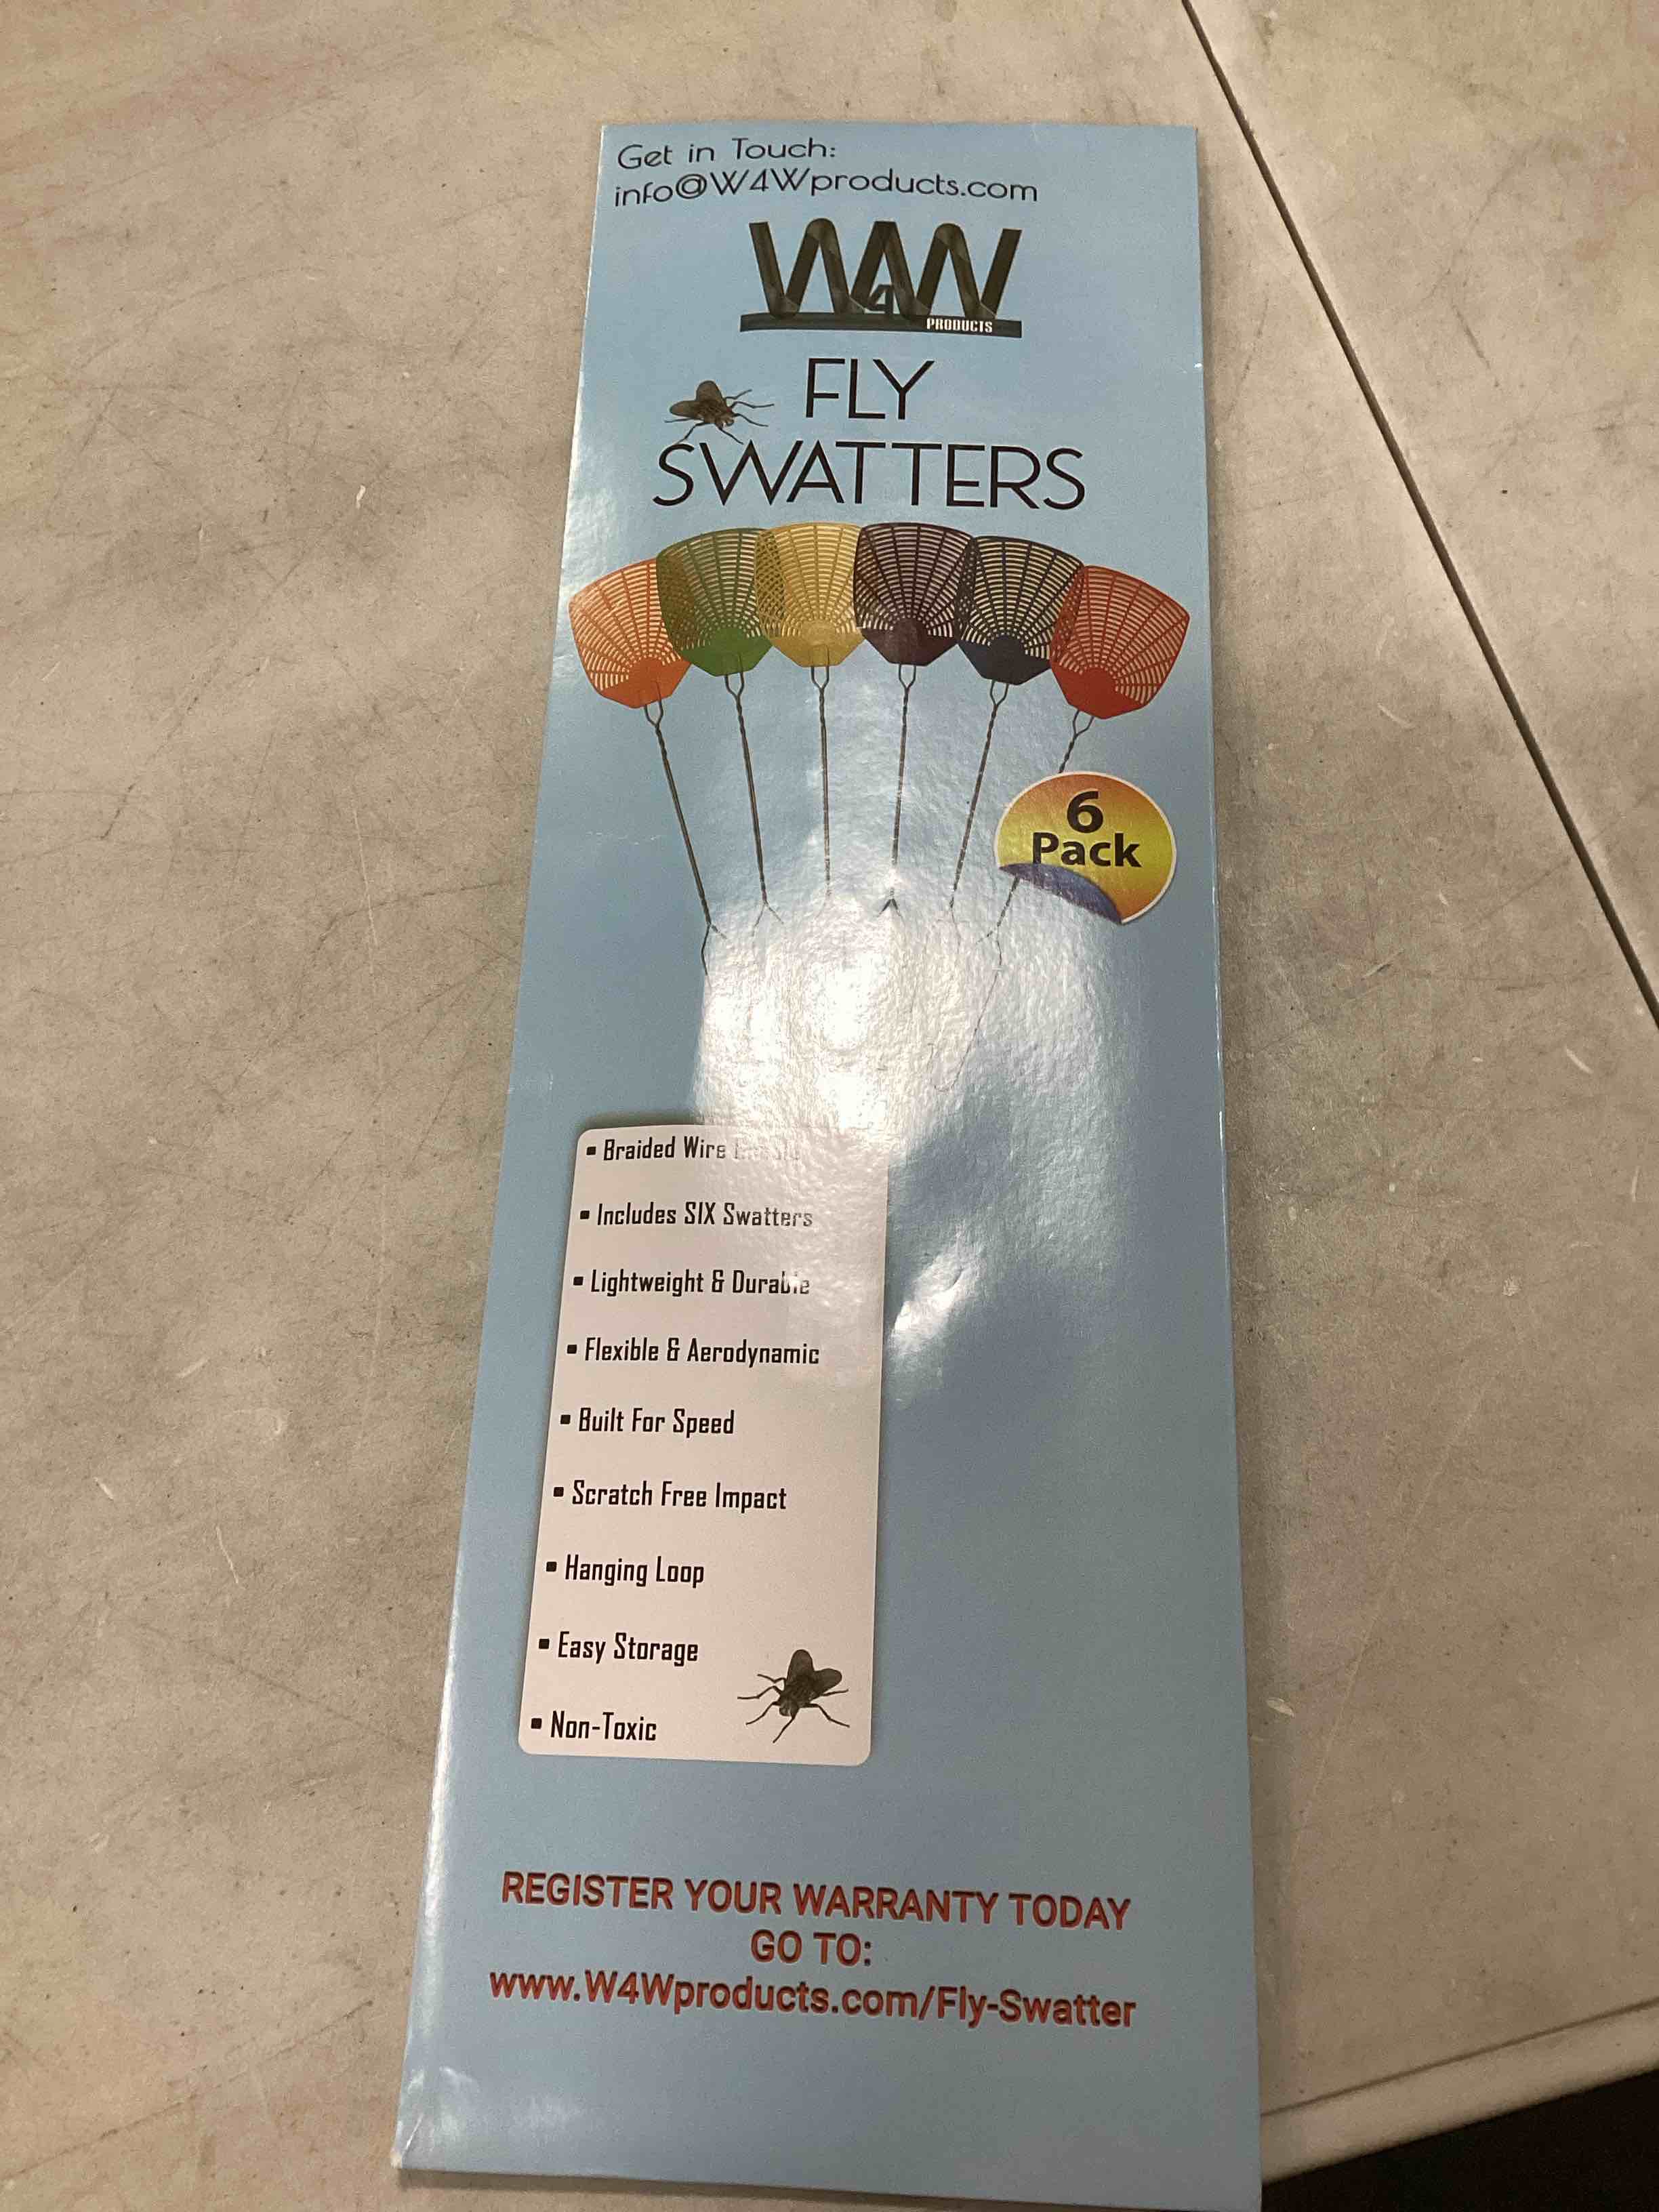 Get in Touch:
info@W4Wproducts.com
W4W
PRODUCTS
FLY
SWATTERS
6
Pack
▪ Braided Wire
▪ Includes SIX Swatters
▪ Lightweight & Durable
▪ Flexible & Aerodynamic
▪ Built For Speed
▪ Scratch Free Impact
▪ Hanging Loop
▪ Easy Storage
▪ Non-Toxic
REGISTER YOUR WARRANTY TODAY
GO TO:
www.W4Wproducts.com/Fly-Swatter